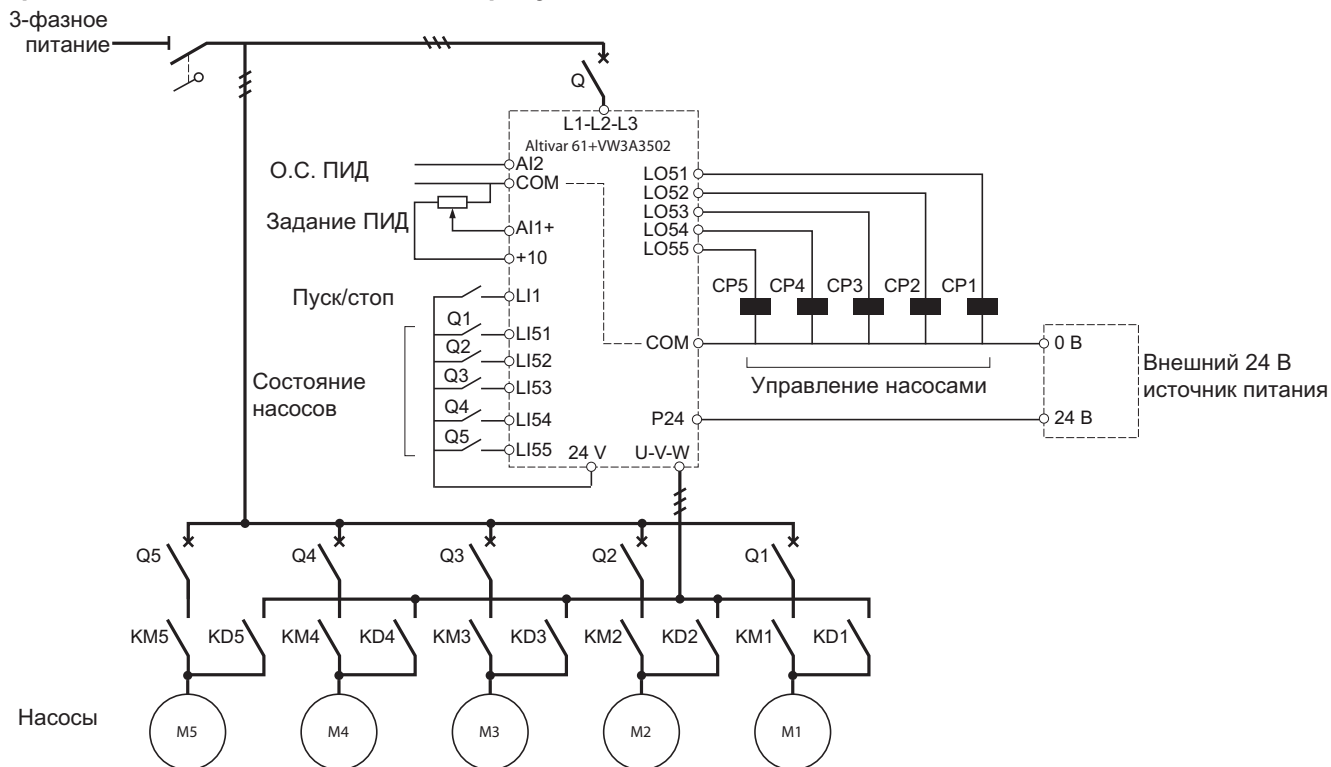 3-фазное
питание
Q
L1-L2-L3
Altivar 61+VW3A3502
О.С. ПИД
AI2
COM
Задание ПИД
AI1+
+10
Пуск/стоп
LI1
Состояние
насосов
Q1
LI51
Q2
LI52
Q3
LI53
Q4
LI54
Q5
LI55
24 V
U-V-W
LO51
LO52
LO53
LO54
LO55
CP5
CP4
CP3
CP2
CP1
COM
0 В
Управление насосами
Внешний 24 В
источник питания
P24
24 В
Q5
Q4
Q3
Q2
Q1
KM5
KD5
KM4
KD4
KM3
KD3
KM2
KD2
KM1
KD1
Насосы
M5
M4
M3
M2
M1